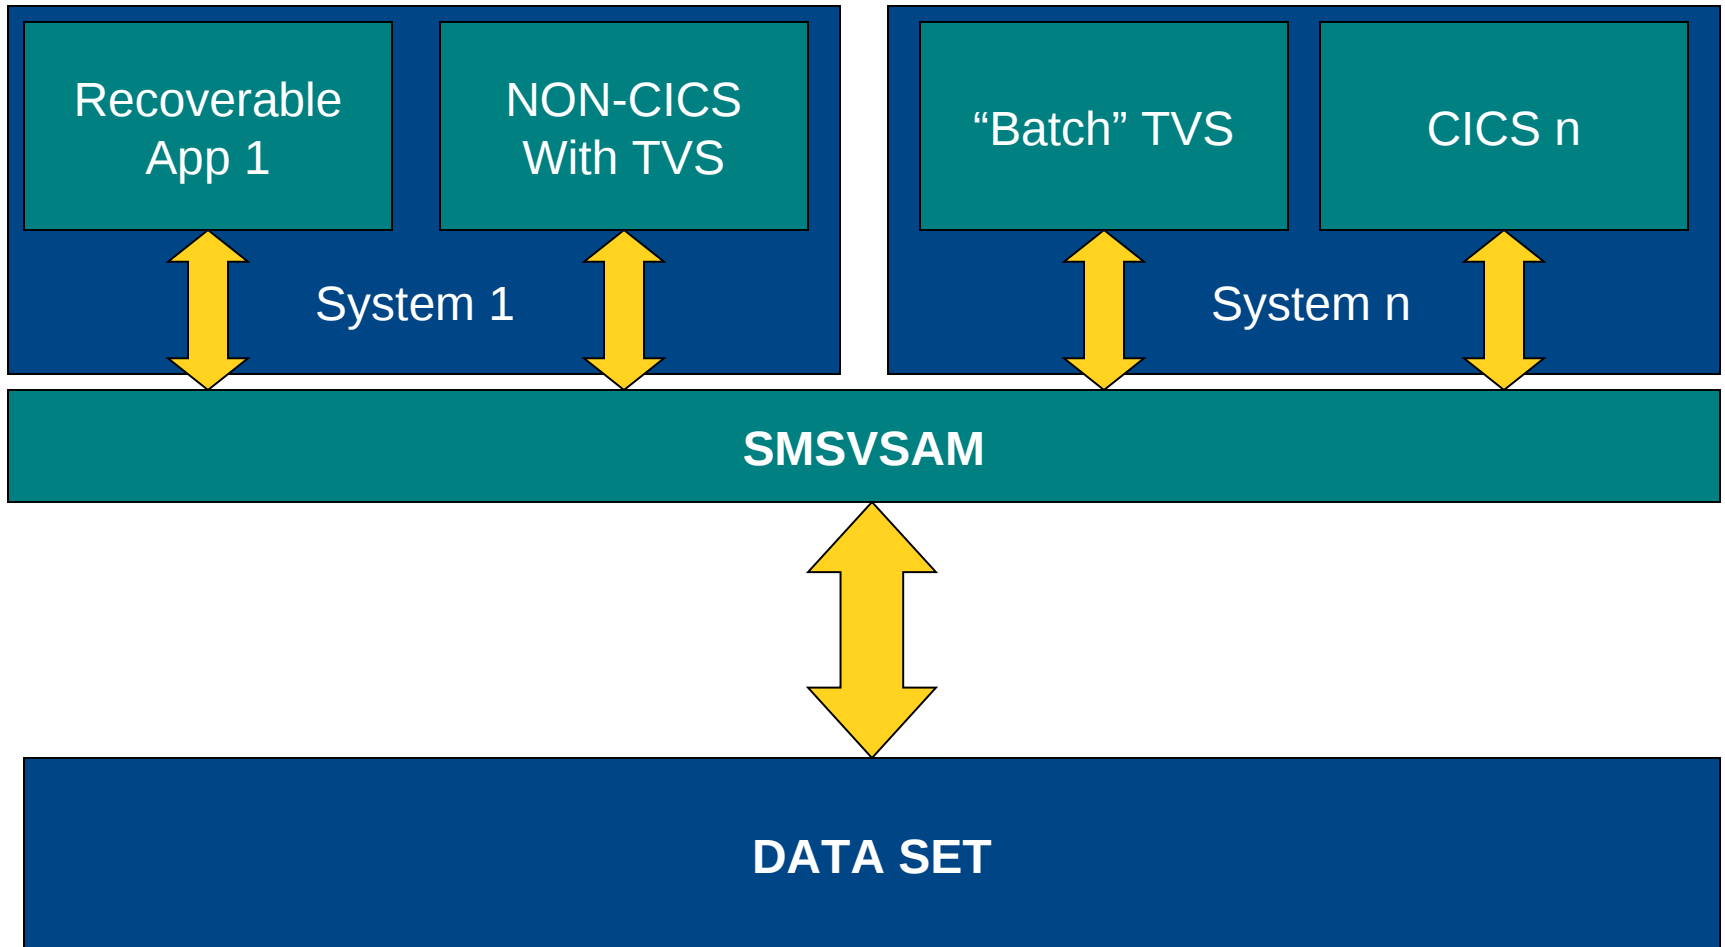 Recoverable
App 1
NON-CICS
With TVS
“Batch” TVS
CICS n
System 1
System n
SMSVSAM
DATA SET